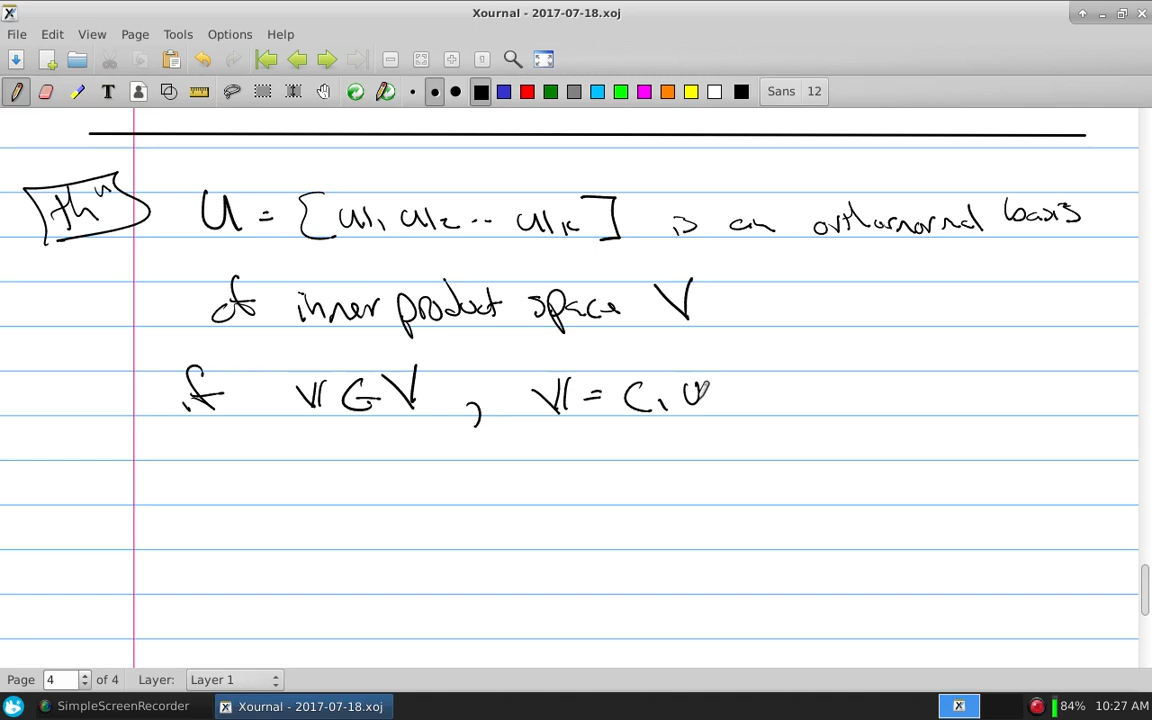 Xournal - 2017-07-18.xoj
File Edit View Page Tools Options Help
Sans 12
thⁿ U = [u₁ u₂ ... uₖ] is an orthornornal basis
of inner product space V
if v ∈ V , v = c₁ u
Page 4 of 4 Layer: Layer 1
SimpleScreenRecorder Xournal - 2017-07-18.xoj 84% 10:27 AM